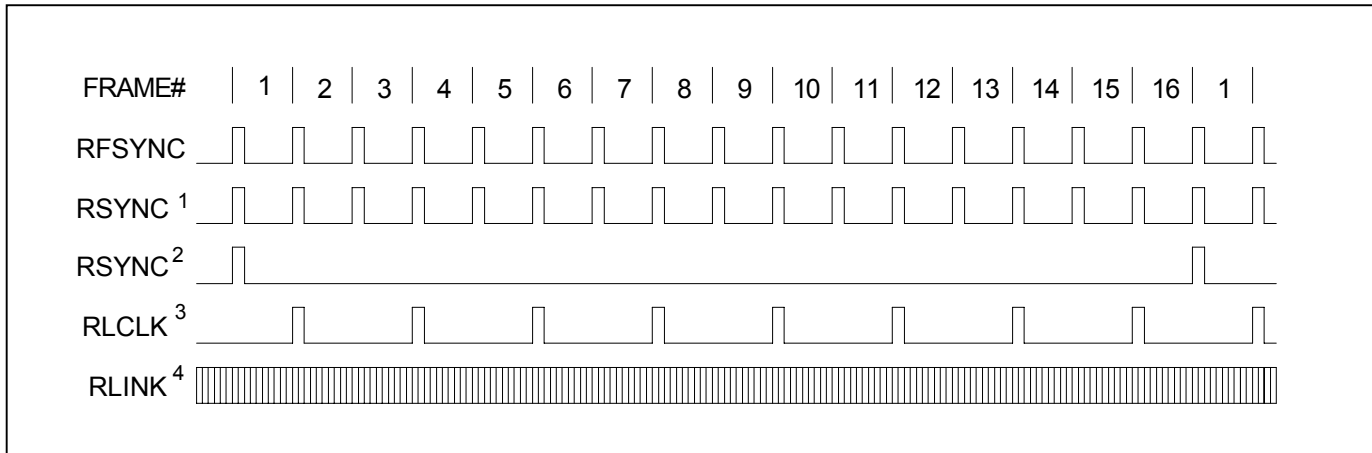 FRAME# 1 2 3 4 5 6 7 8 9 10 11 12 13 14 15 16 1
RFSYNC
RSYNC 1
RSYNC 2
RLCLK 3
RLINK 4